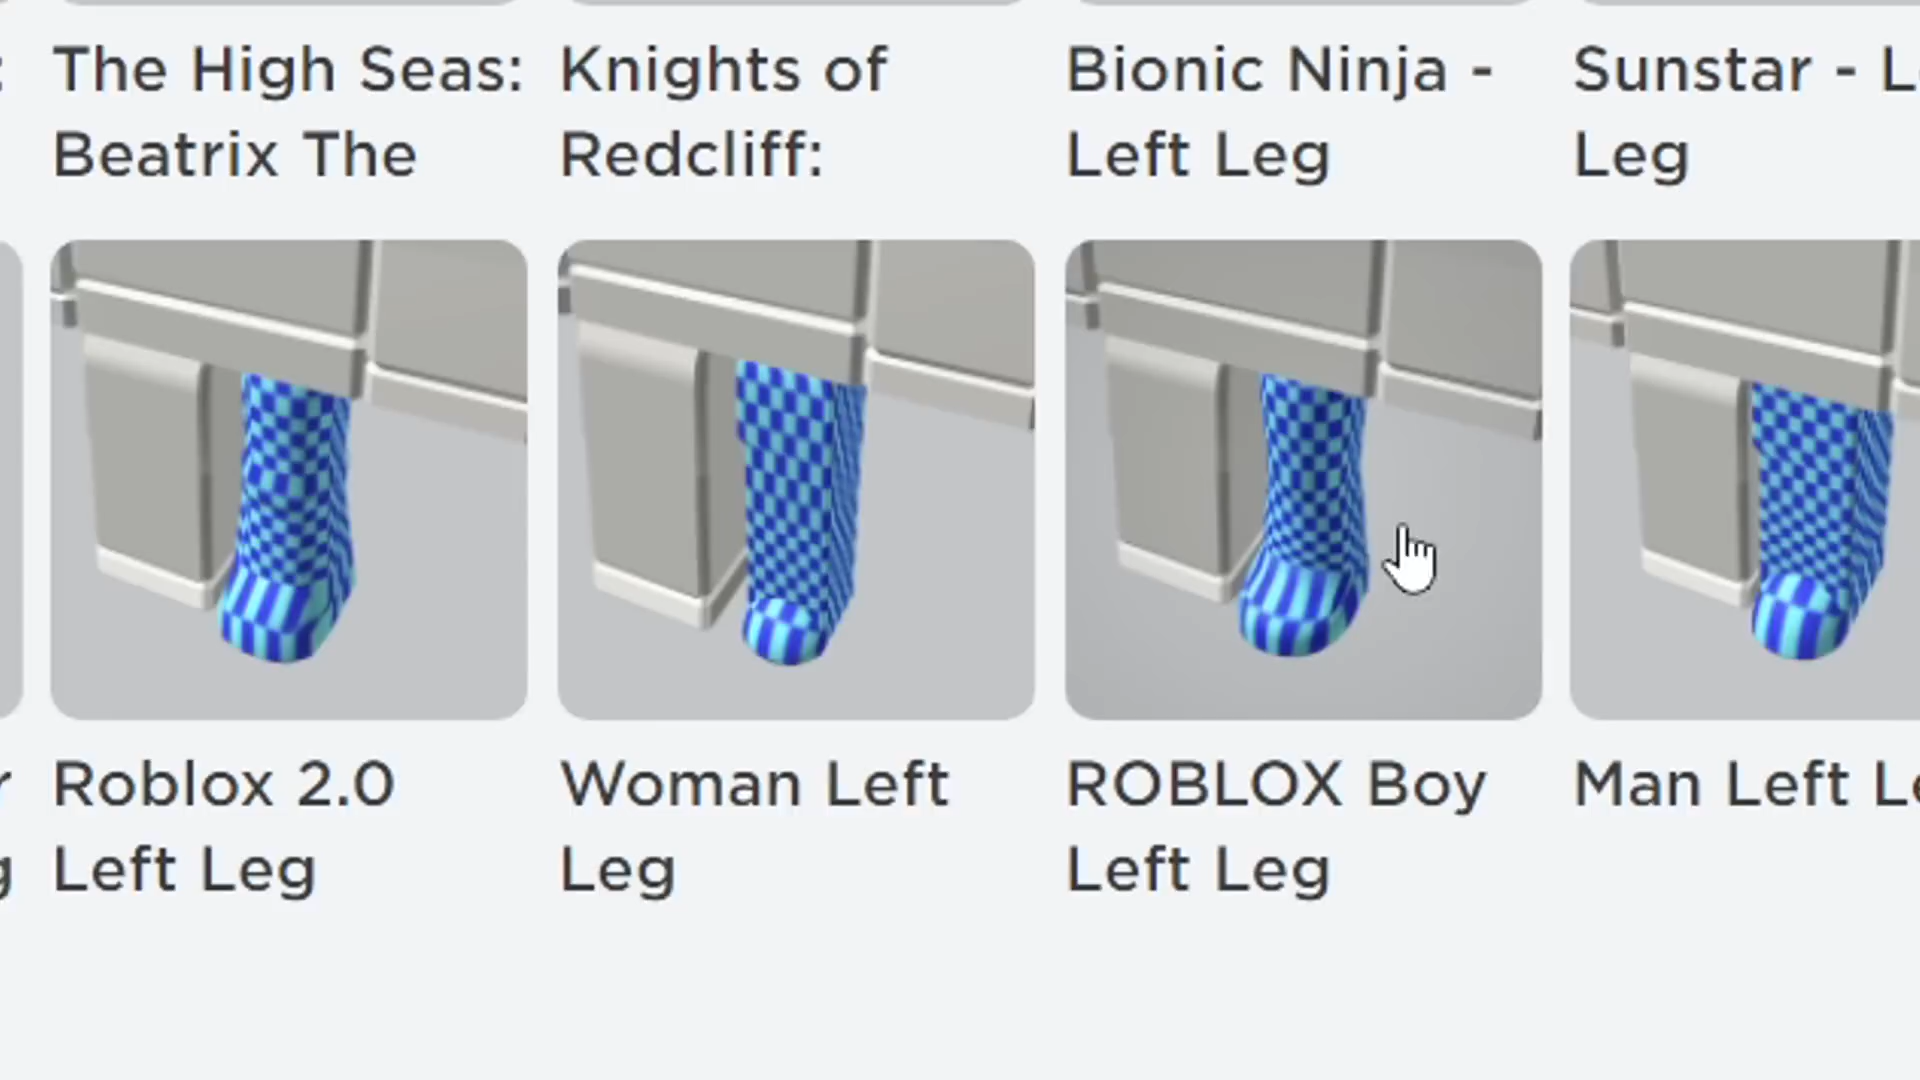 The High Seas:
Beatrix The
Knights of
Redcliff:
Bionic Ninja -
Left Leg
Sunstar -
Leg
Roblox 2.0
Left Leg
Woman Left
Leg
ROBLOX Boy
Left Leg
Man Left